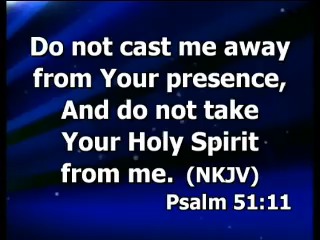 Do not cast me away
from Your presence,
And do not take
Your Holy Spirit
from me. (NKJV)
Psalm 51:11